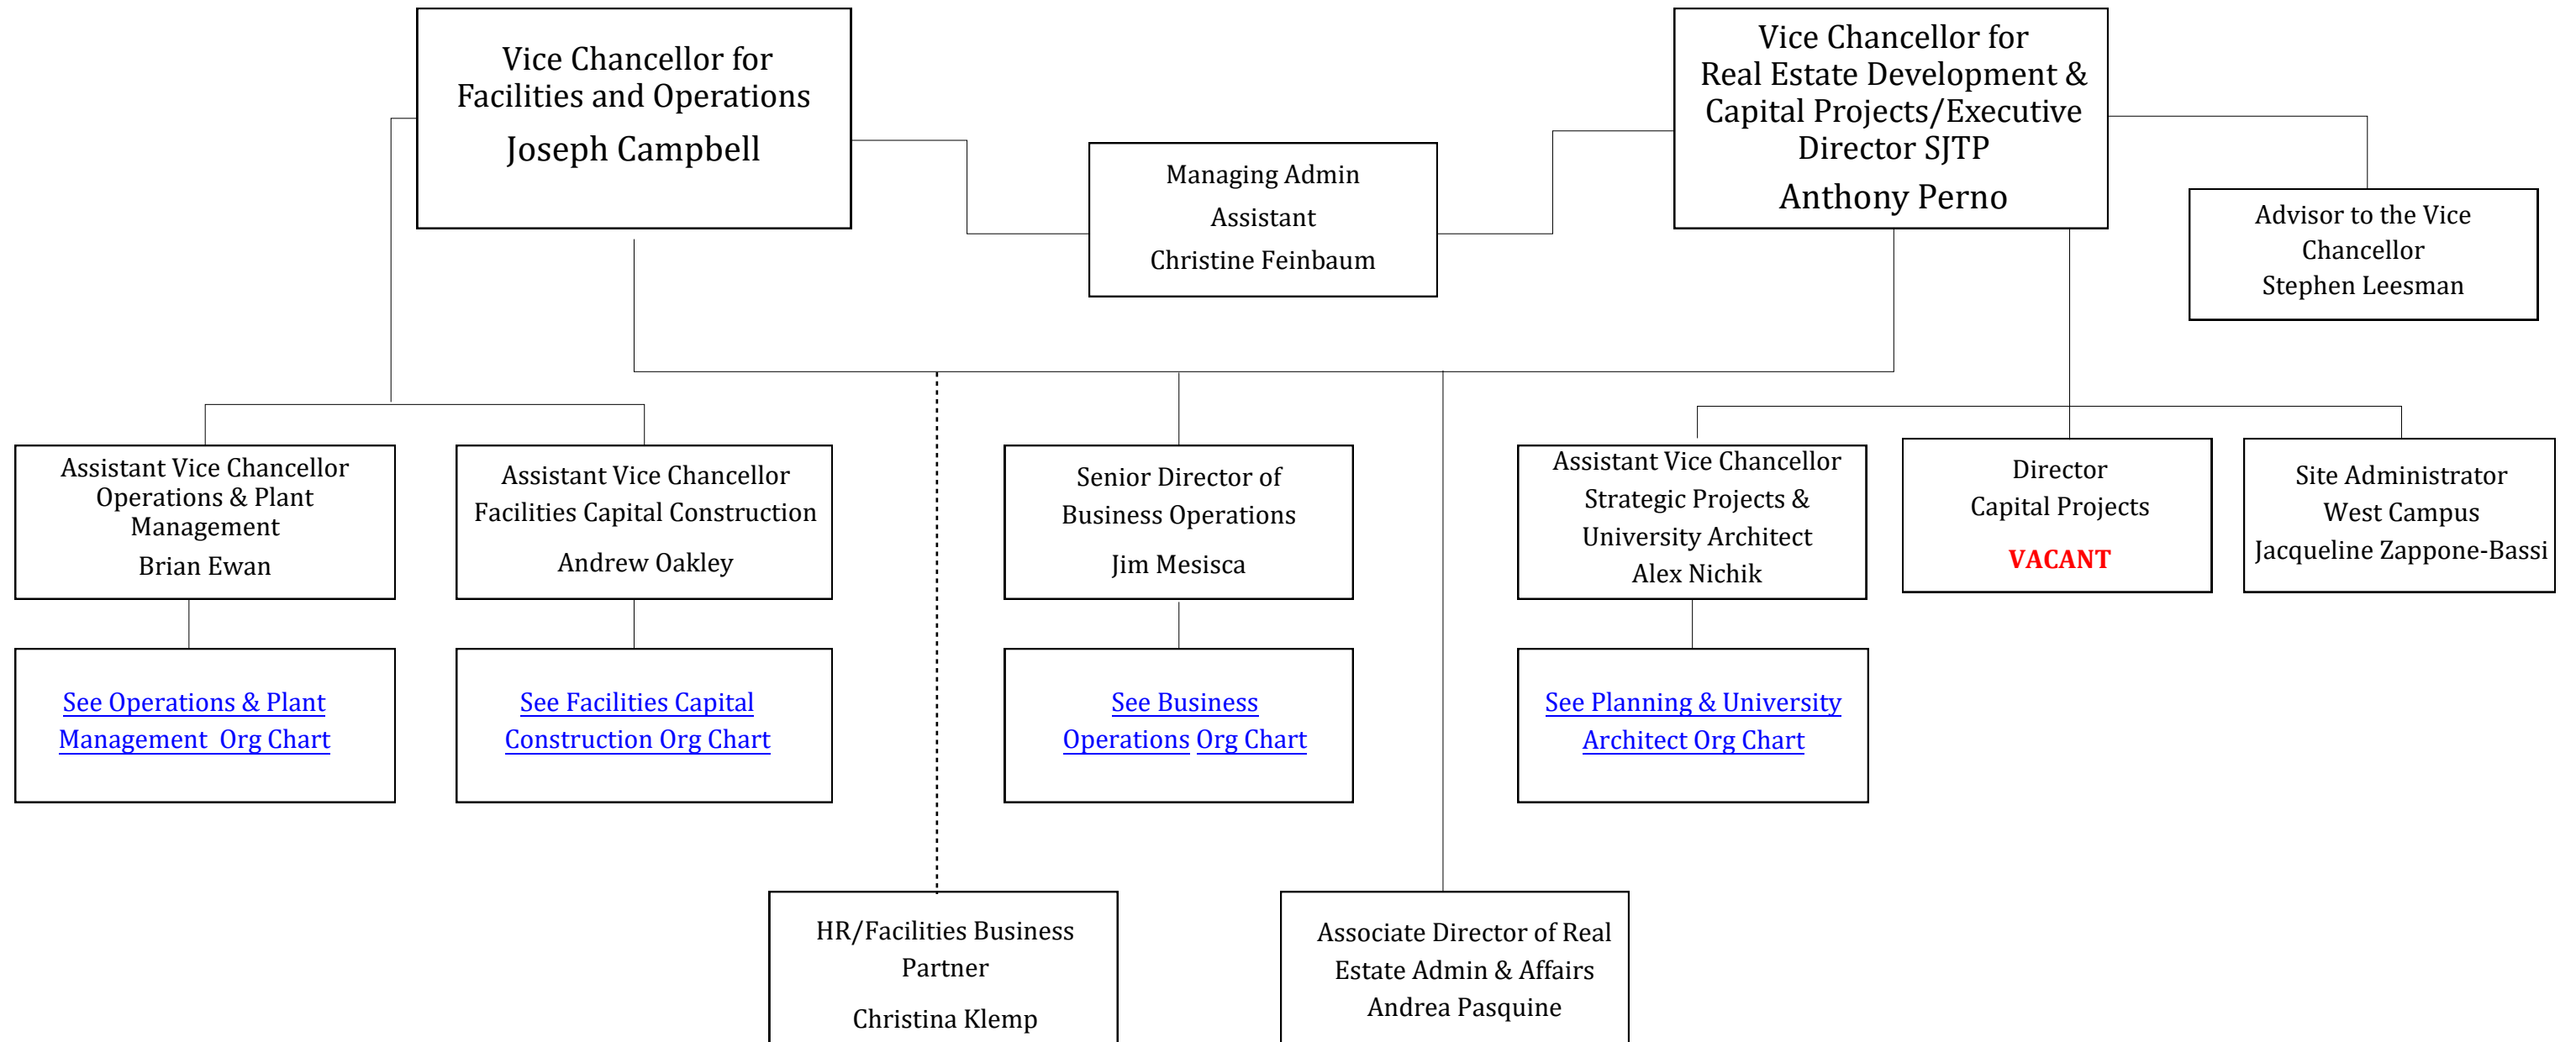 Vice Chancellor for
Facilities and Operations
Joseph Campbell
Vice Chancellor for
Real Estate Development &
Capital Projects/Executive
Director SJTP
Anthony Perno
Managing Admin
Assistant
Christine Feinbaum
Advisor to the Vice
Chancellor
Stephen Leesman
Assistant Vice Chancellor
Operations & Plant
Management
Brian Ewan
Assistant Vice Chancellor
Facilities Capital Construction
Andrew Oakley
Senior Director of
Business Operations
Jim Mesisca
Assistant Vice Chancellor
Strategic Projects &
University Architect
Alex Nichik
Director
Capital Projects
VACANT
Site Administrator
West Campus
Jacqueline Zappone-Bassi
See Operations & Plant
Management  Org Chart
See Facilities Capital
Construction Org Chart
See Business
Operations Org Chart
See Planning & University
Architect Org Chart
HR/Facilities Business
Partner
Christina Klemp
Associate Director of Real
Estate Admin & Affairs
Andrea Pasquine